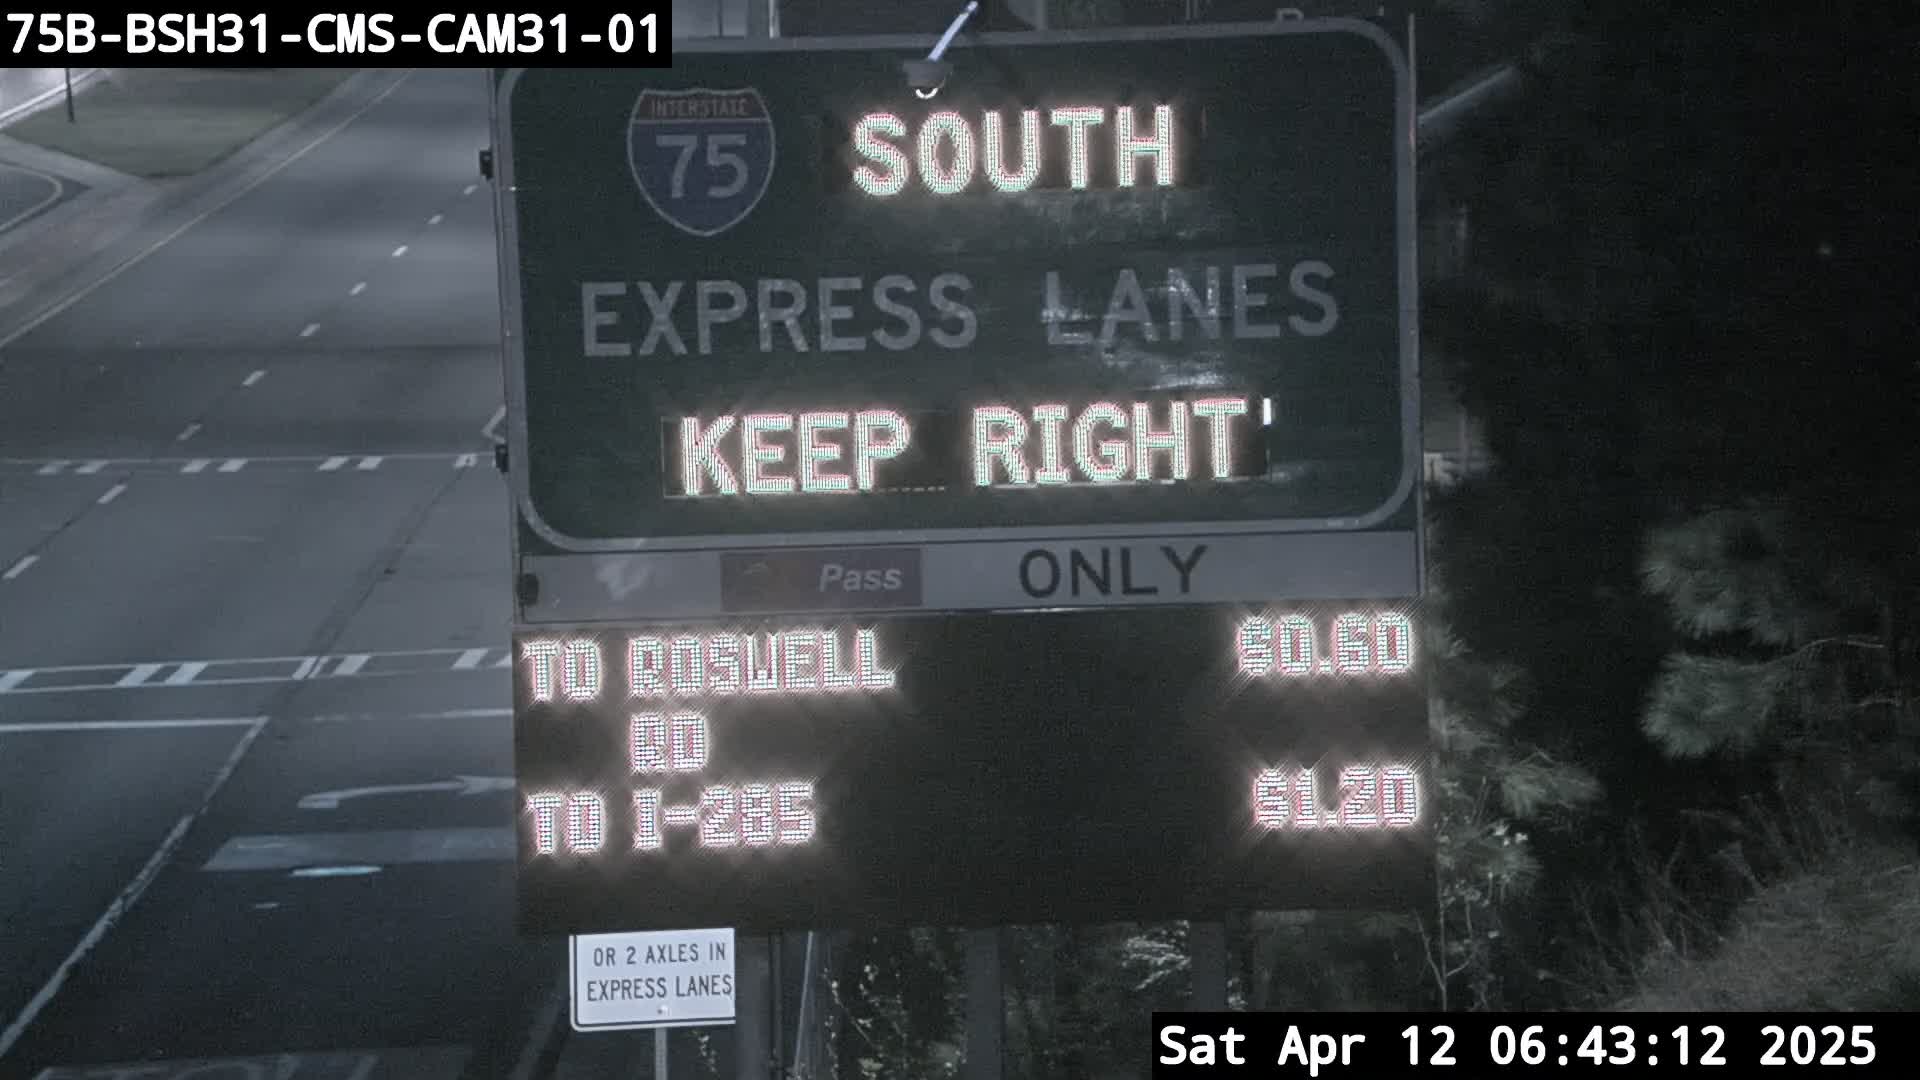 75B-BSH31-CMS-CAM31-01
INTERSTATE
75
SOUTH
EXPRESS LANES
KEEP RIGHT
Pass ONLY
TO ROSWELL $0.60
RD
TO I-285 $1.20
OR 2 AXLES IN
EXPRESS LANES
Sat Apr 12 06:43:12 2025